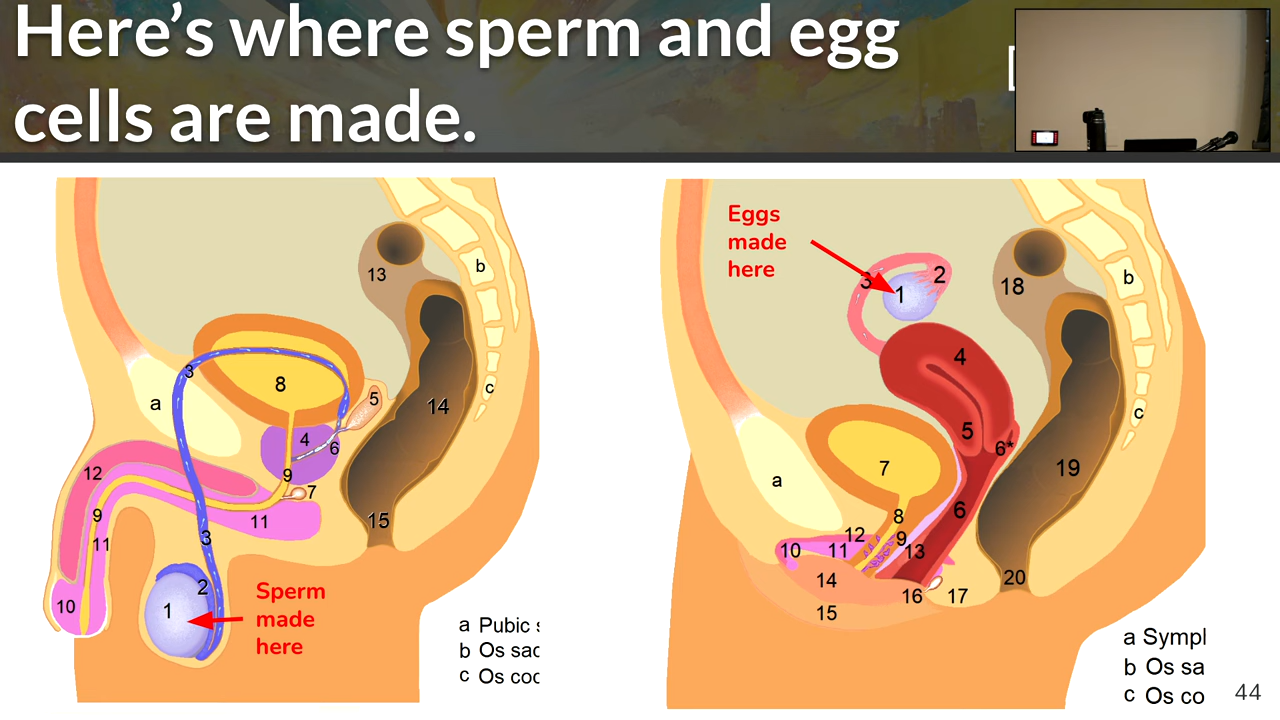 Here's where sperm and egg
cells are made.
Eggs
made
here
13
b
3
8
c
a
5
14
4
6
12
9
7
9
11
15
11
3
2
1
10
Sperm
made
here
a Pubic
b Os sac
c Os coc
3
2
1
18
b
4
c
5
6*
7
19
a
6
8
12
9
10
11
13
14
20
16
17
15
a Sympl
b Os sa
c Os co
44